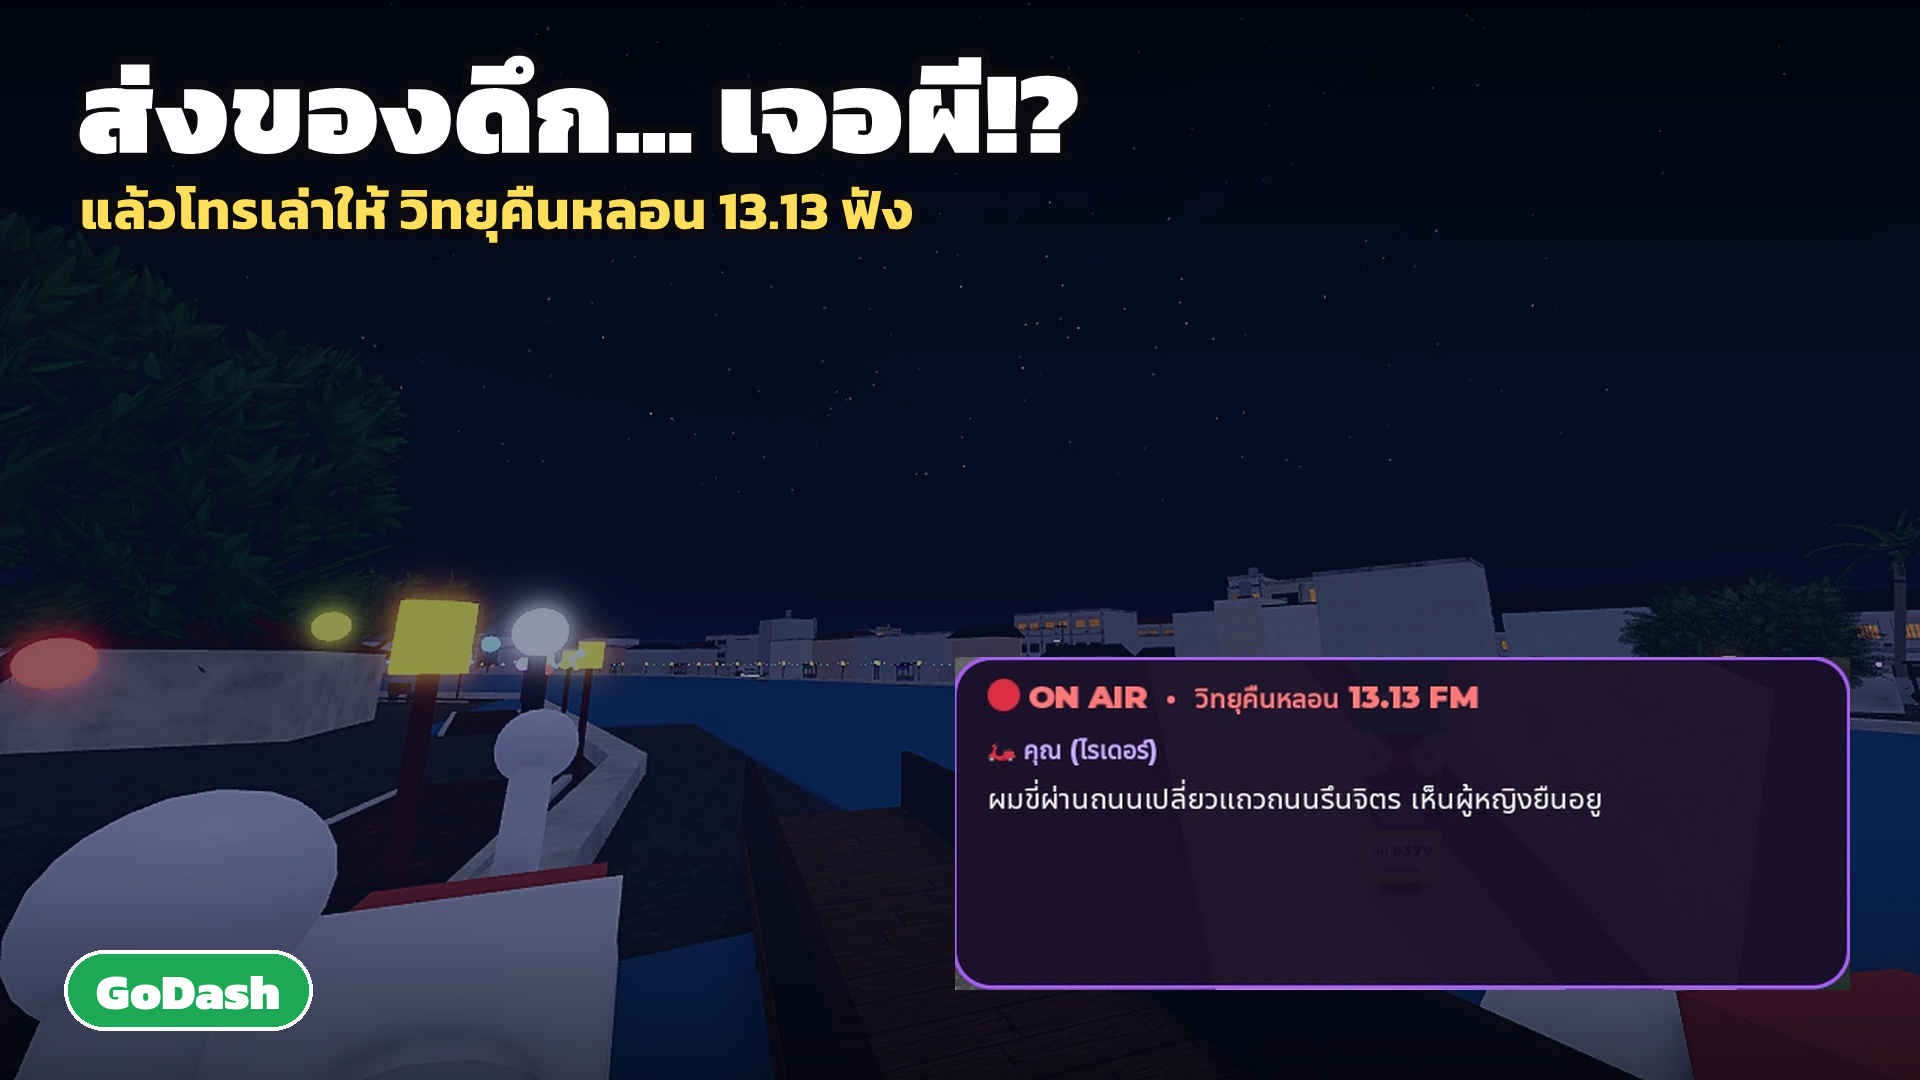 ส่งของดึก... เจอผี!?
แล้วโทรเล่าให้ วิทยุคืนหลอน 13.13 ฟัง
ON AIR • วิทยุคืนหลอน 13.13 FM
คุณ (ไรเดอร์)
ผมขี่ผ่านถนนเปลี่ยวแถวถนนรื่นจิตร เห็นผู้หญิงยืนอยู่
5379
GoDash